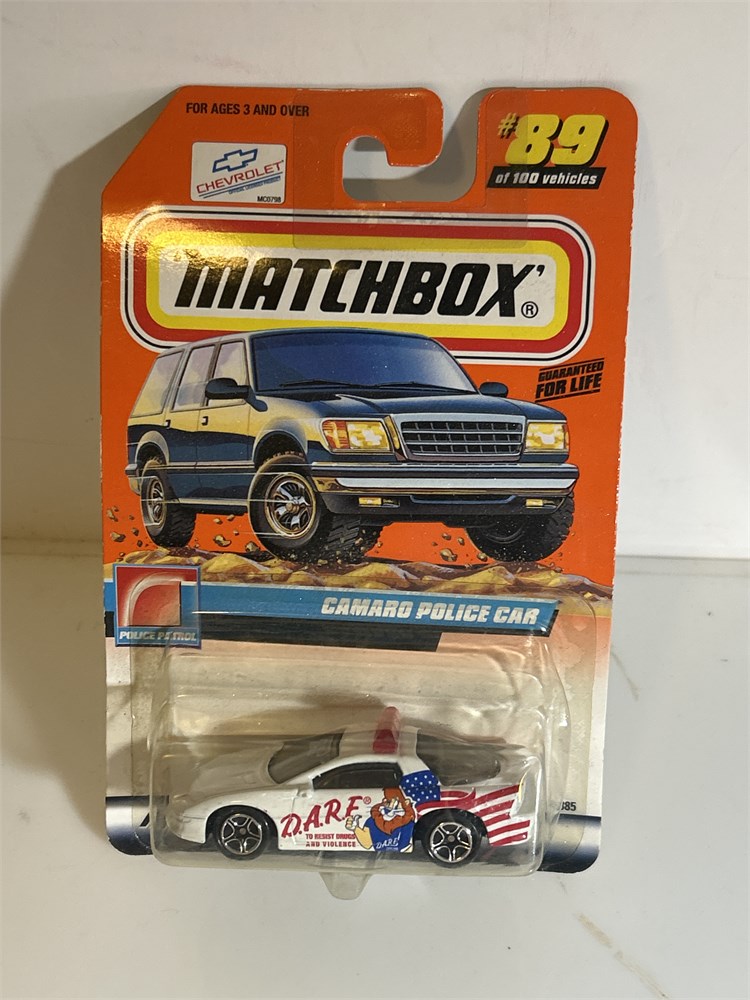 FOR AGES 3 AND OVER
#89
of 100 vehicles
CHEVROLET
MC0798
MATCHBOX®
GUARANTEED
FOR LIFE
CAMARO POLICE CAR
POLICE PATROL
D.A.R.E.®
TO RESIST DRUGS
AND VIOLENCE
D.A.R.E.